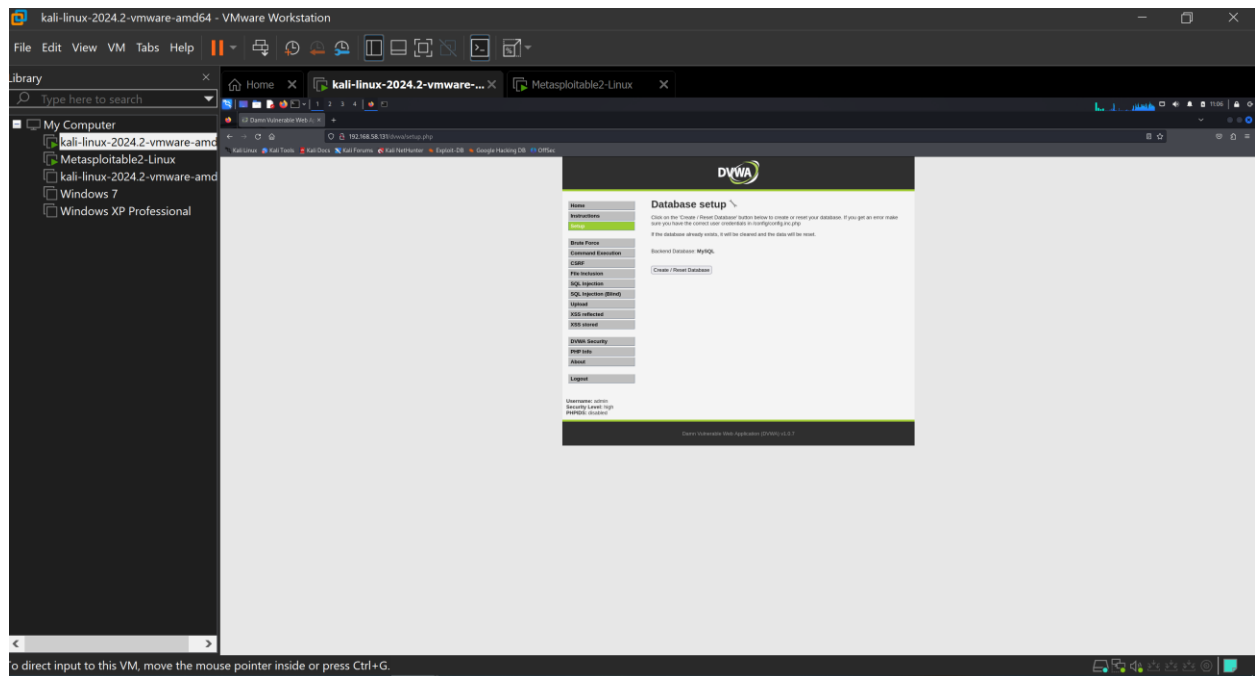 kali-linux-2024.2-vmware-amd64 - VMware Workstation
File Edit View VM Tabs Help
Library
Type here to search
My Computer
kali-linux-2024.2-vmware-amd
Metasploitable2-Linux
kali-linux-2024.2-vmware-amd
Windows 7
Windows XP Professional
Home
kali-linux-2024.2-vmware-...
Metasploitable2-Linux
1 2 3 4
11:06
Damn Vulnerable Web
192.168.58.131/dvwa/setup.php
Kali Linux Kali Tools Kali Docs Kali Forums Kali NetHunter Exploit-DB Google Hacking DB OffSec
DVWA
Home
Instructions
Setup
Brute Force
Command Execution
CSRF
File Inclusion
SQL Injection
SQL Injection (Blind)
Upload
XSS reflected
XSS stored
DVWA Security
PHP Info
About
Logout
Database setup
Click on the 'Create / Reset Database' button below to create or reset your database. If you get an error make
sure you have the correct user credentials in /config/config.inc.php
If the database already exists, it will be cleared and the data will be reset.
Backend Database: MySQL
Create / Reset Database
Username: admin
Security Level: high
PHPIDS: disabled
Damn Vulnerable Web Application (DVWA) v1.0.7
To direct input to this VM, move the mouse pointer inside or press Ctrl+G.